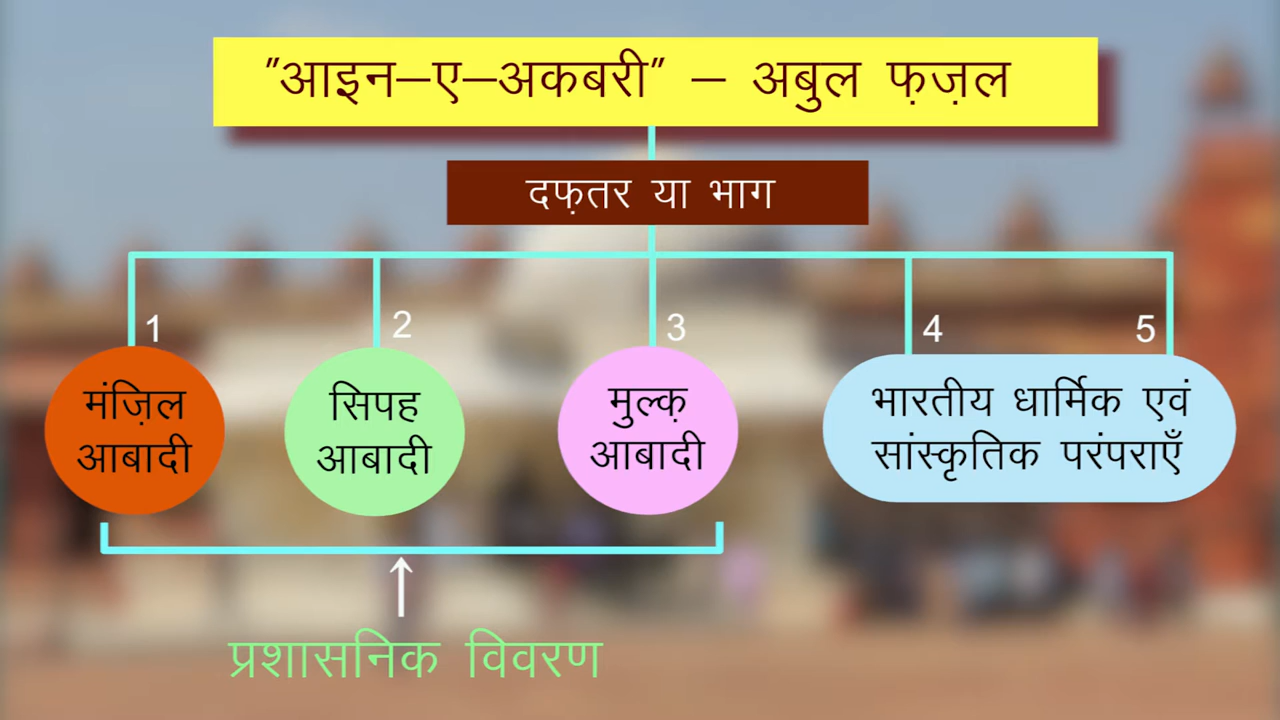 "आइन–ए–अकबरी" – अबुल फ़ज़ल
दफ़तर या भाग
1
2
3
4
5
मंज़िल
आबादी
सिपह
आबादी
मुल्क़
आबादी
भारतीय धार्मिक एवं
सांस्कृतिक परंपराएँ
प्रशासनिक विवरण